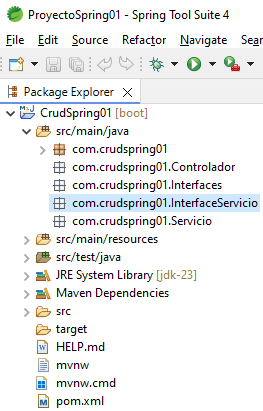 ProyectoSpring01 - Spring Tool Suite 4
File Edit Source Refactor Navigate Sear
Package Explorer
CrudSpring01 [boot]
src/main/java
com.crudspring01
com.crudspring01.Controlador
com.crudspring01.Interfaces
com.crudspring01.InterfaceServicio
com.crudspring01.Servicio
src/main/resources
src/test/java
JRE System Library [jdk-23]
Maven Dependencies
src
target
HELP.md
mvnw
mvnw.cmd
pom.xml